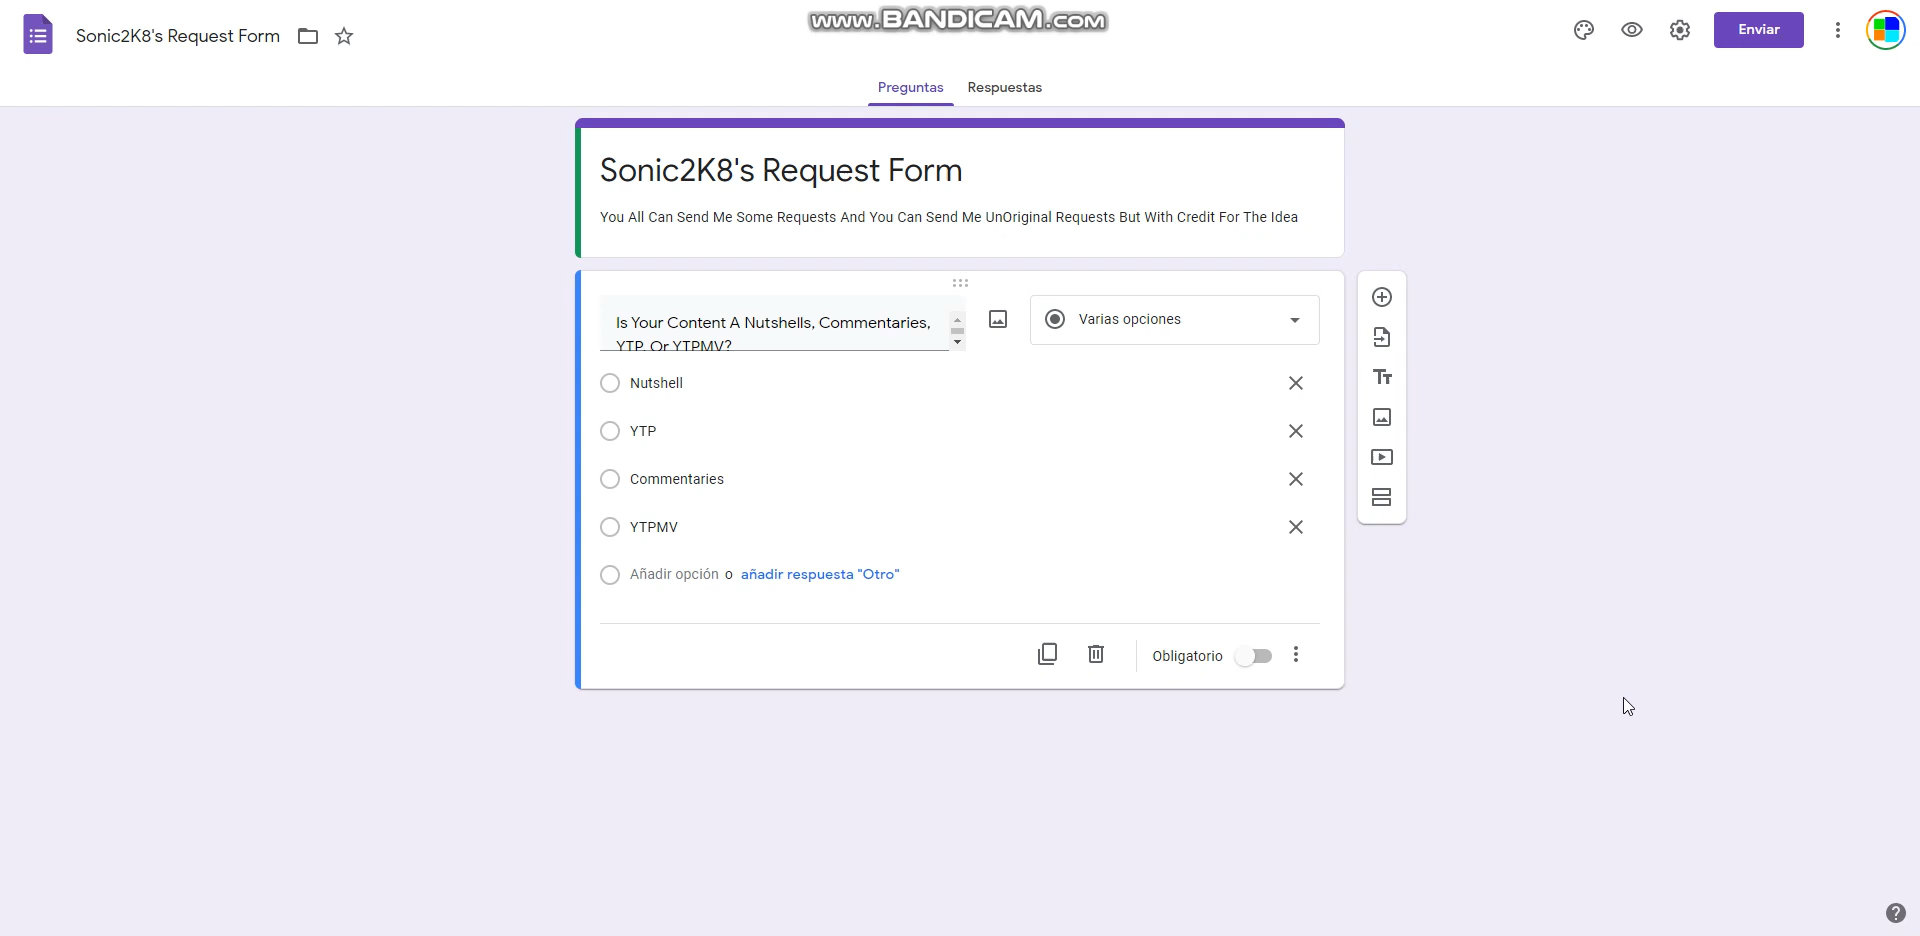 www.BANDICAM.com
Sonic2K8's Request Form
Enviar
Preguntas Respuestas
Sonic2K8's Request Form
You All Can Send Me Some Requests And You Can Send Me UnOriginal Requests But With Credit For The Idea
Is Your Content A Nutshells, Commentaries,
YTP, Or YTPMV?
Varias opciones
Nutshell
YTP
Commentaries
YTPMV
Añadir opción o añadir respuesta "Otro"
Obligatorio